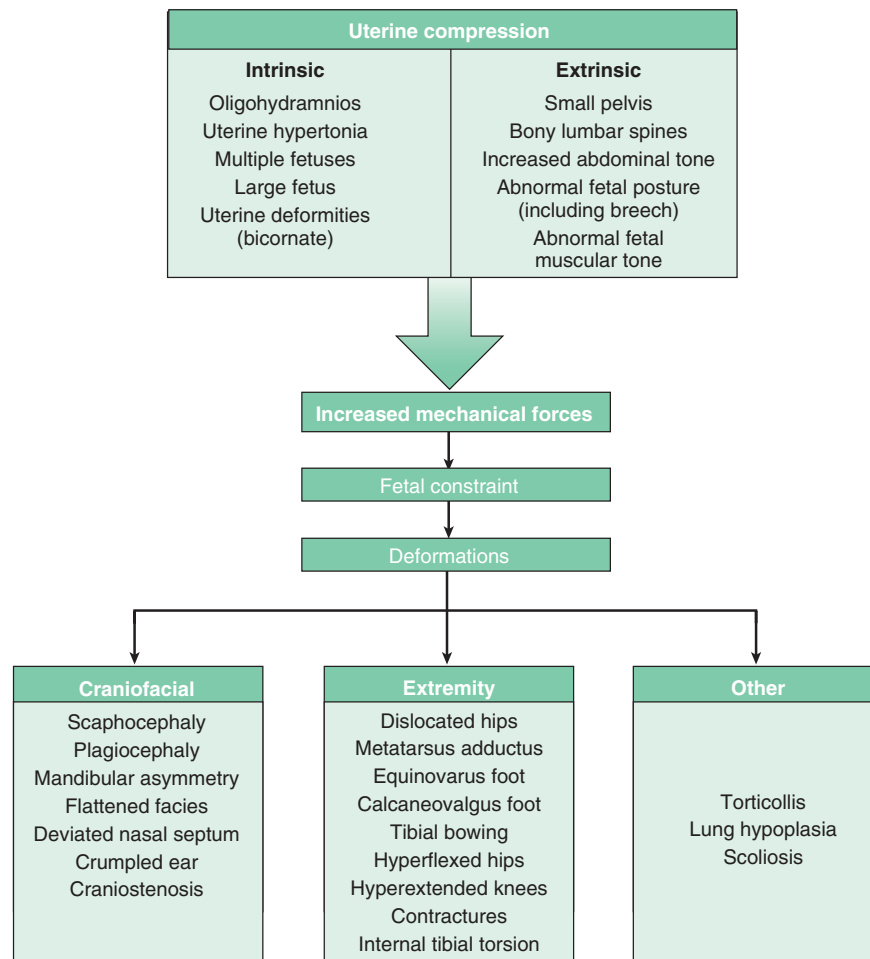 Uterine compression
Intrinsic
Oligohydramnios
Uterine hypertonia
Multiple fetuses
Large fetus
Uterine deformities
(bicornate)
Extrinsic
Small pelvis
Bony lumbar spines
Increased abdominal tone
Abnormal fetal posture
(including breech)
Abnormal fetal
muscular tone
Increased mechanical forces
Fetal constraint
Deformations
Craniofacial
Scaphocephaly
Plagiocephaly
Mandibular asymmetry
Flattened facies
Deviated nasal septum
Crumpled ear
Craniostenosis
Extremity
Dislocated hips
Metatarsus adductus
Equinovarus foot
Calcaneovalgus foot
Tibial bowing
Hyperflexed hips
Hyperextended knees
Contractures
Internal tibial torsion
Other
Torticollis
Lung hypoplasia
Scoliosis